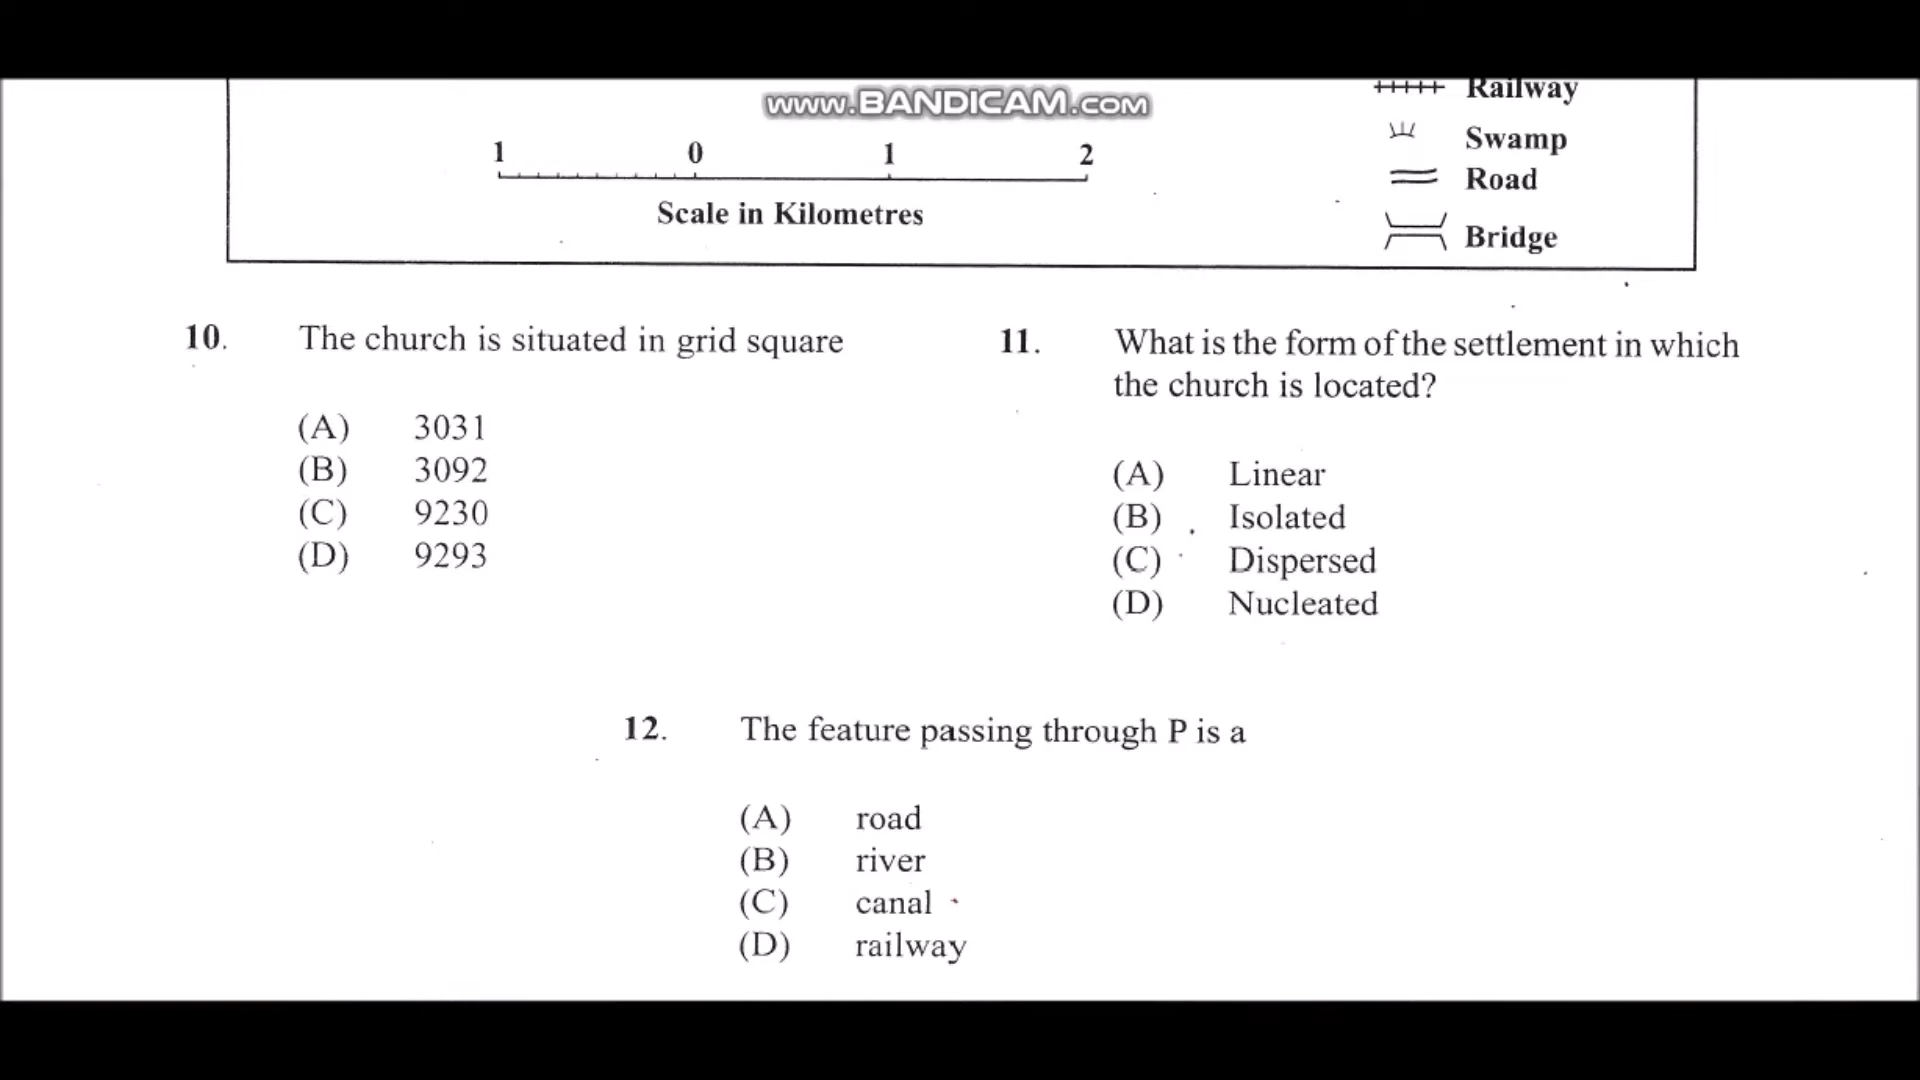 www.BANDICAM.com
Railway
Swamp
Road
Bridge
1 0 1 2
Scale in Kilometres
10. The church is situated in grid square
(A) 3031
(B) 3092
(C) 9230
(D) 9293
11. What is the form of the settlement in which
the church is located?
(A) Linear
(B) Isolated
(C) Dispersed
(D) Nucleated
12. The feature passing through P is a
(A) road
(B) river
(C) canal
(D) railway